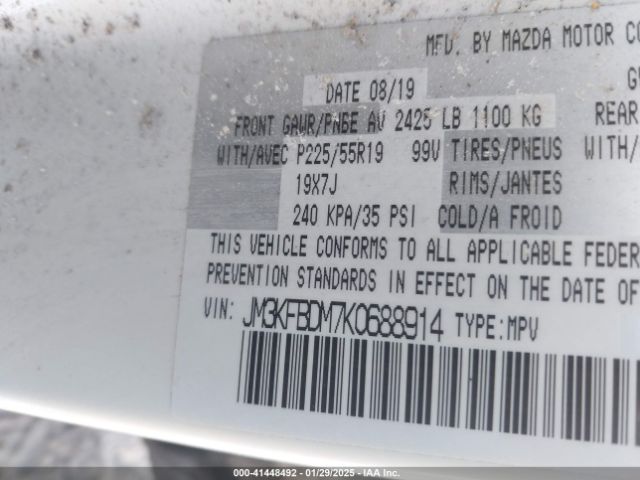 MFD. BY MAZDA MOTOR CO
DATE 08/19
FRONT GAWR/PNBE AV 2425 LB 1100 KG REAR
WITH/AVEC P225/55R19 99V TIRES/PNEUS WITH/
19X7J RIMS/JANTES
240 KPA/35 PSI COLD/A FROID
THIS VEHICLE CONFORMS TO ALL APPLICABLE FEDER
PREVENTION STANDARDS IN EFFECT ON THE DATE OF
VIN: JM3KFBDM7K0688914 TYPE:MPV
00-41448492 - 01/29/2025 - IAA Inc.